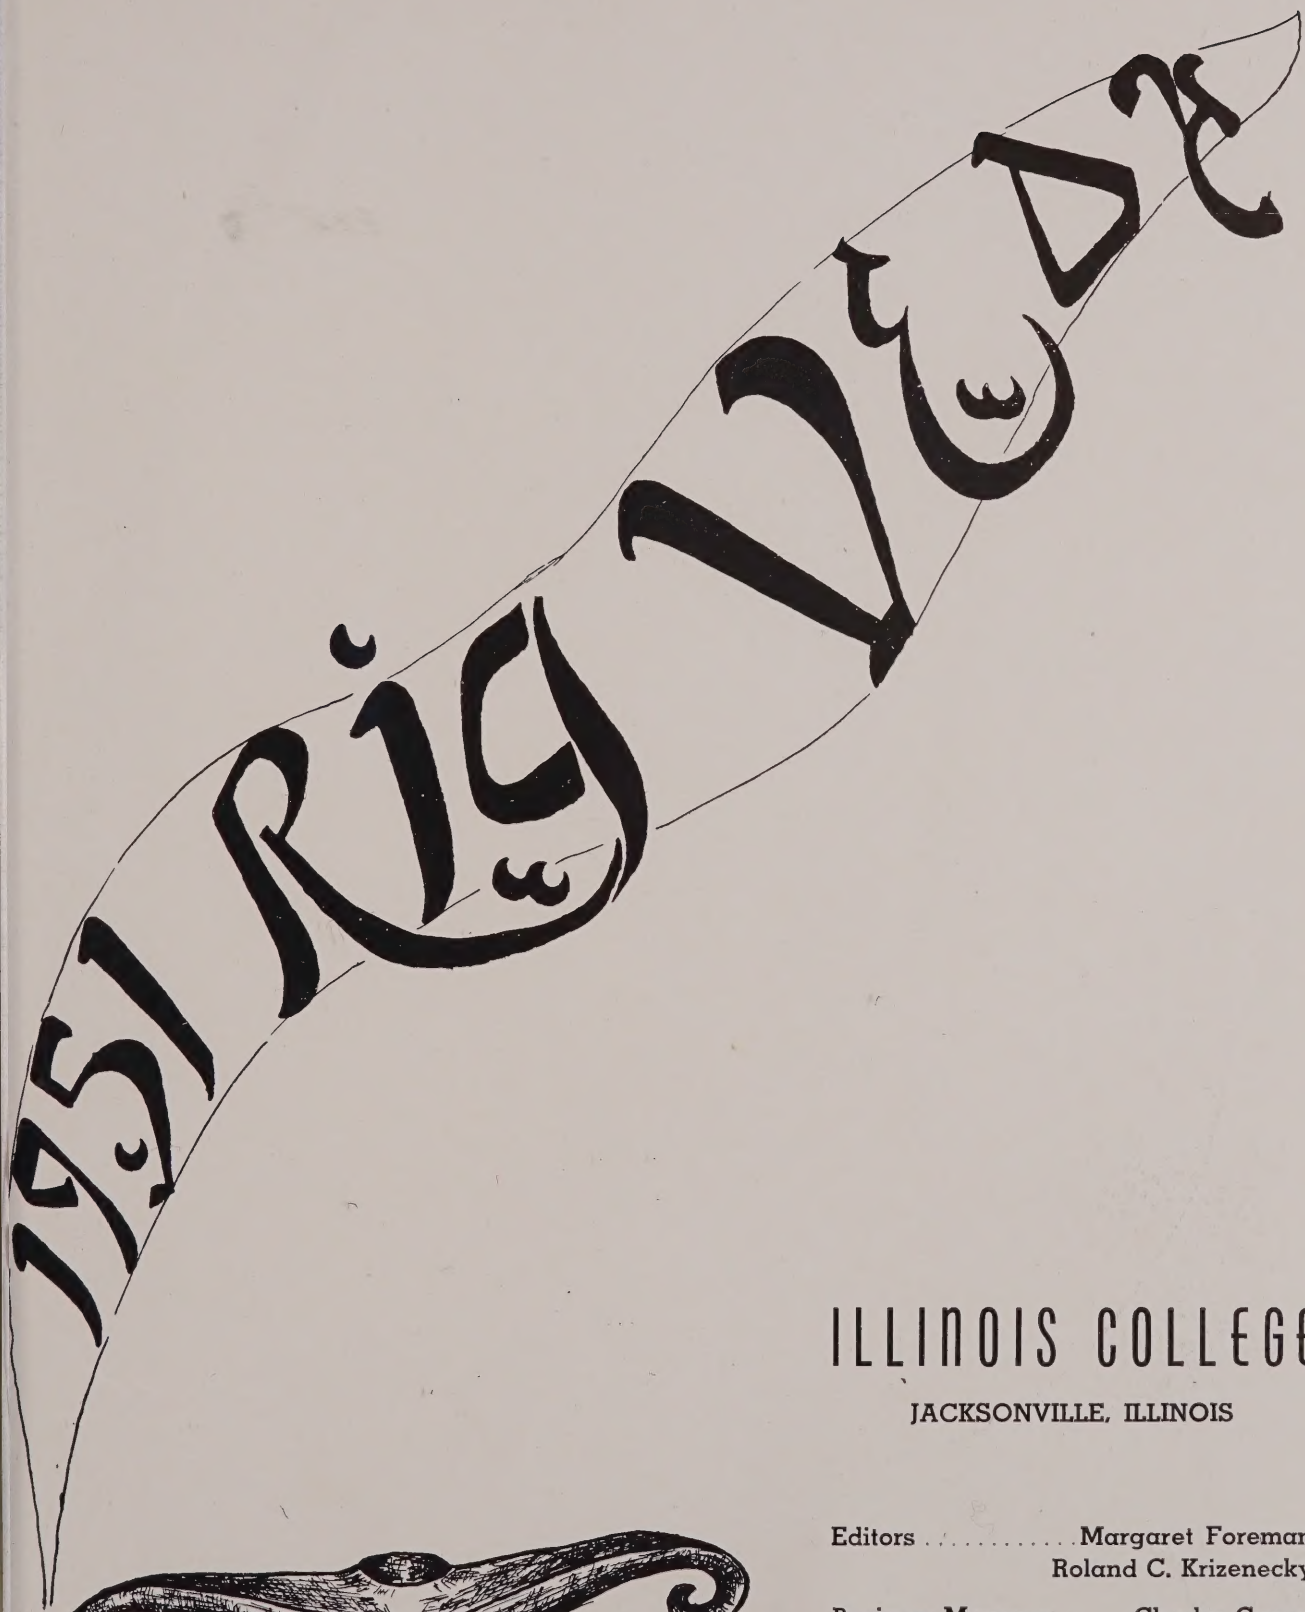 1951 Rig VEDA
ILLINOIS COLLEGE
JACKSONVILLE, ILLINOIS
Editors ............ Margaret Foreman
Roland C. Krizenecky